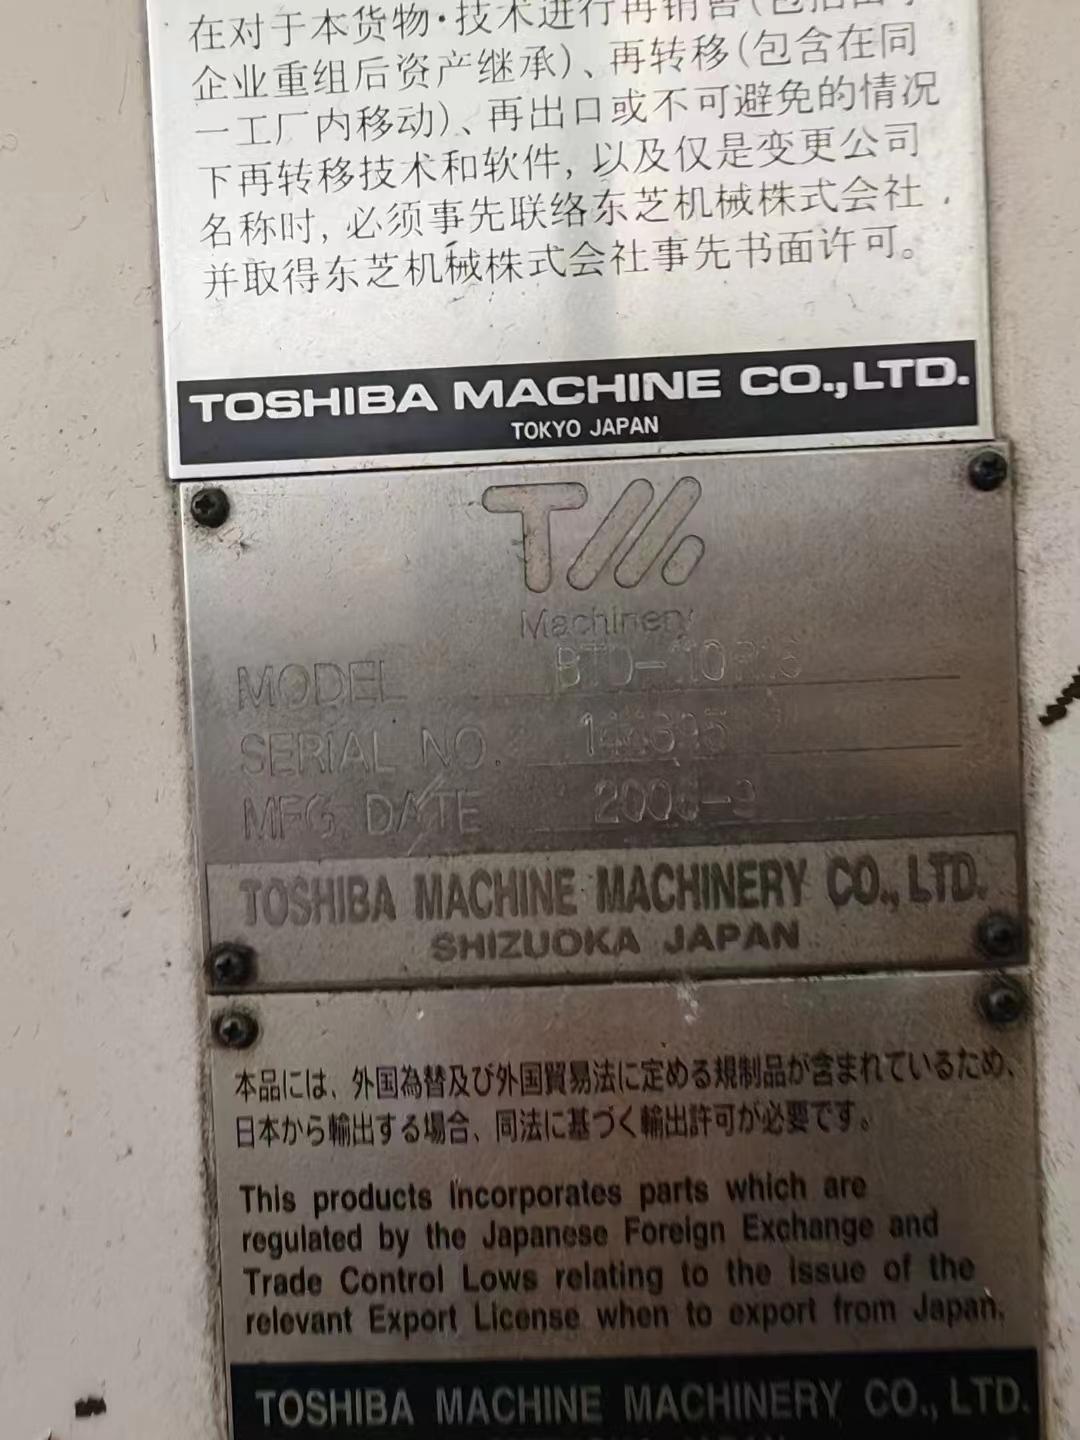 在对于本货物·技术进行再销售(包括由于
企业重组后资产继承)、再转移(包含在同
一工厂内移动)、再出口或不可避免的情况
下再转移技术和软件, 以及仅是变更公司
名称时, 必须事先联络东芝机械株式会社,
并取得东芝机械株式会社事先书面许可。
TOSHIBA MACHINE CO.,LTD.
TOKYO JAPAN
TM
Machinery
MODEL
SERIAL NO.
MFG. DATE
TOSHIBA MACHINE MACHINERY CO., LTD.
SHIZUOKA JAPAN
本品には、外国為替及び外国貿易法に定める規制品が含まれているため、
日本から輸出する場合、同法に基づく輸出許可が必要です。
This products incorporates parts which are
regulated by the Japanese Foreign Exchange and
Trade Control Lows relating to the issue of the
relevant Export License when to export from Japan.
TOSHIBA MACHINE MACHINERY CO., LTD.